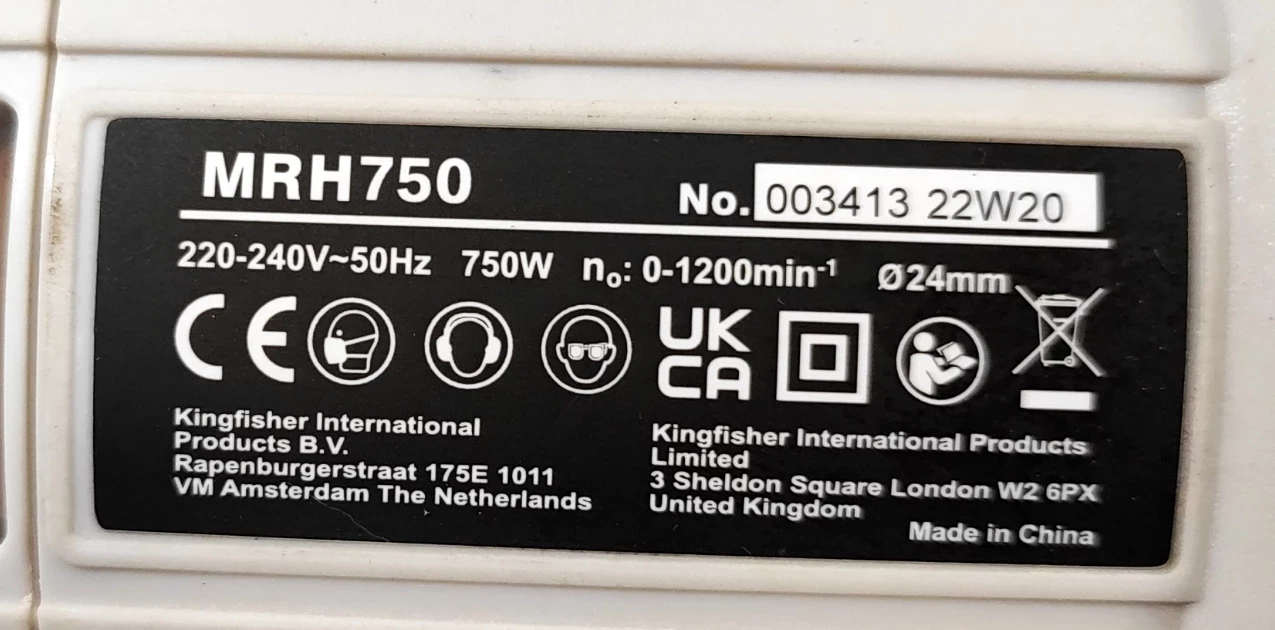 MRH750
No. 003413 22W20
220-240V~50Hz 750W n₀: 0-1200min⁻¹ Ø24mm
CE
UK
CA
Kingfisher International
Products B.V.
Rapenburgerstraat 175E 1011
VM Amsterdam The Netherlands
Kingfisher International Products
Limited
3 Sheldon Square London W2 6PX
United Kingdom
Made in China